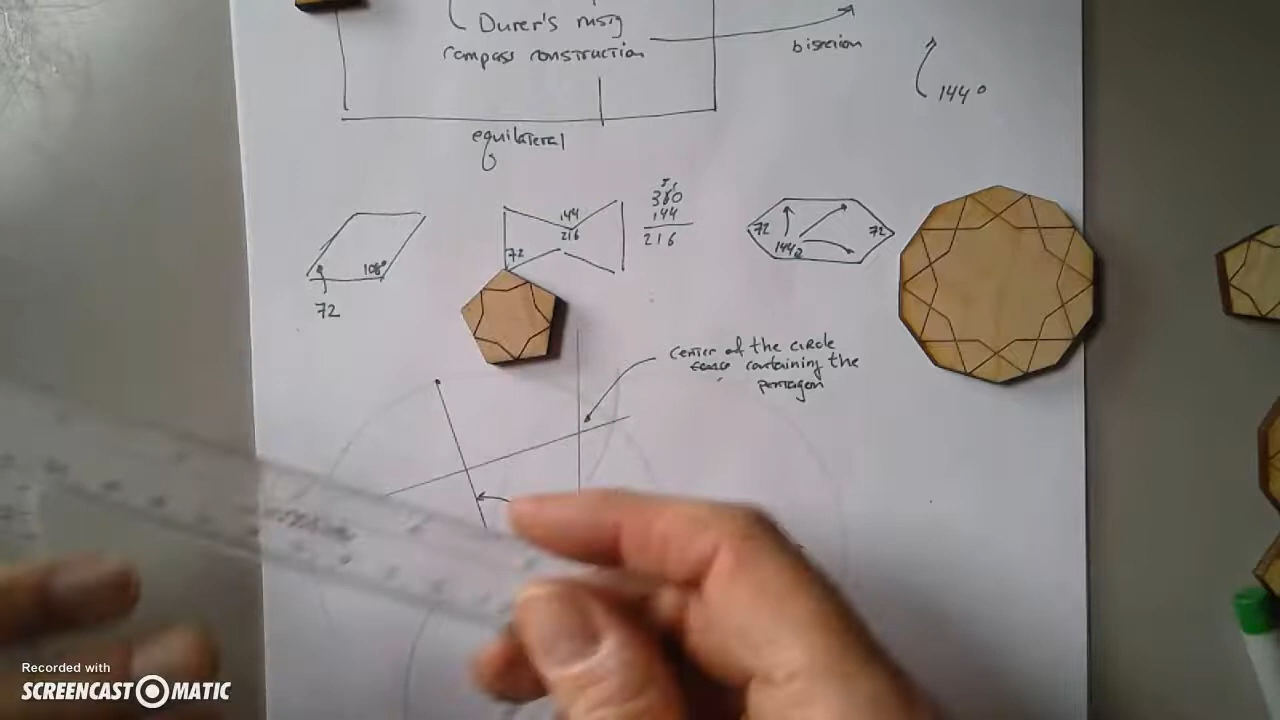 Durer's rusty
compass construction
bisection
144°
equilateral
360
144
216
144
216
72
72
144°
72
108°
72
center of the circle
containing the
pentagon
Recorded with
SCREENCAST MATIC